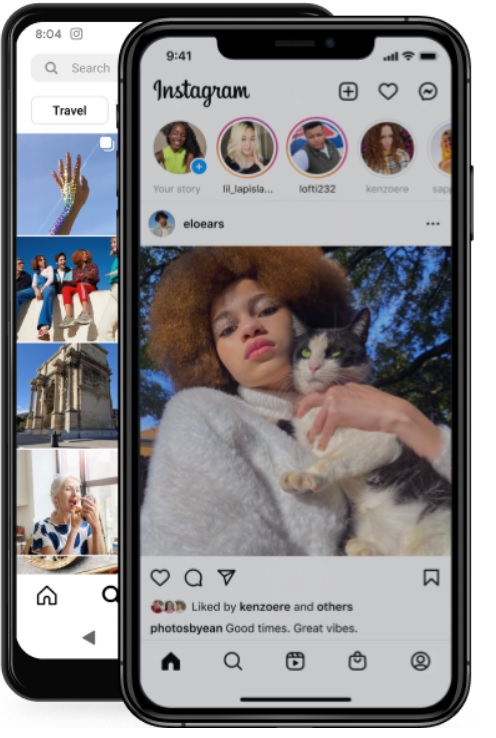 8:04
Search
Travel
9:41
Instagram
Your story
lil_lapisla...
lofti232
kenzoere
eloears
Liked by kenzoere and others
photosbyean Good times. Great vibes.